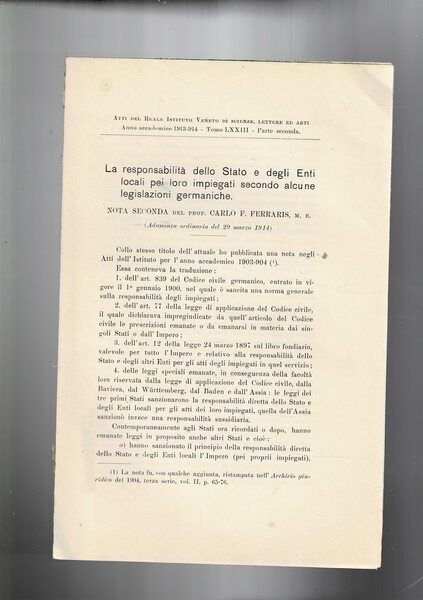 Atti del Reale Istituto Veneto di scienze, lettere ed arti
Anno accademico 1913-914 - Tomo LXXIII - Parte seconda.
La responsabilità dello Stato e degli Enti
locali pei loro impiegati secondo alcune
legislazioni germaniche.
NOTA SECONDA DEL PROF. CARLO F. FERRARIS, M. E.
(Adunanza ordinaria del 29 marzo 1914)
Collo stesso titolo dell'attuale ho pubblicata una nota negli
Atti dell'Istituto per l'anno accademico 1903-904 (¹).
Essa conteneva la traduzione :
1. dell'art. 839 del Codice civile germanico, entrato in vi-
gore il 1º gennaio 1900, nel quale è sancita una norma generale
sulla responsabilità degli impiegati ;
2. dell'art. 77 della legge di applicazione del Codice civile,
il quale dichiarava impregiudicate da quell'articolo del Codice
civile le prescrizioni emanate o da emanarsi in materia dai sin-
goli Stati o dall'Impero ;
3. dell'art. 12 della legge 24 marzo 1897 sul libro fondiario,
valevole per tutto l'Impero e relativo alla responsabilità dello
Stato e degli altri Enti per gli atti degli impiegati in quel servizio ;
4. delle leggi speciali emanate, in conseguenza della facoltà
loro riservata dalla legge di applicazione del Codice civile, dalla
Baviera, dal Württemberg, dal Baden e dall'Assia : le leggi dei
tre primi Stati sanzionarono la responsabilità diretta dello Stato e
degli Enti locali per gli atti dei loro impiegati, quella dell'Assia
sanzionò invece una responsabilità sussidiaria.
Contemporaneamente agli Stati ora ricordati o dopo, hanno
emanate leggi in proposito anche altri Stati e cioè :
a) hanno sanzionato il principio della responsabilità diretta
dello Stato e degli Enti locali l'Impero (pei propri impiegati),
(1) La nota fu, con qualche aggiunta, ristampata nell'Archivio giu-
ridico del 1904, terza serie, vol. II, p. 65-76.